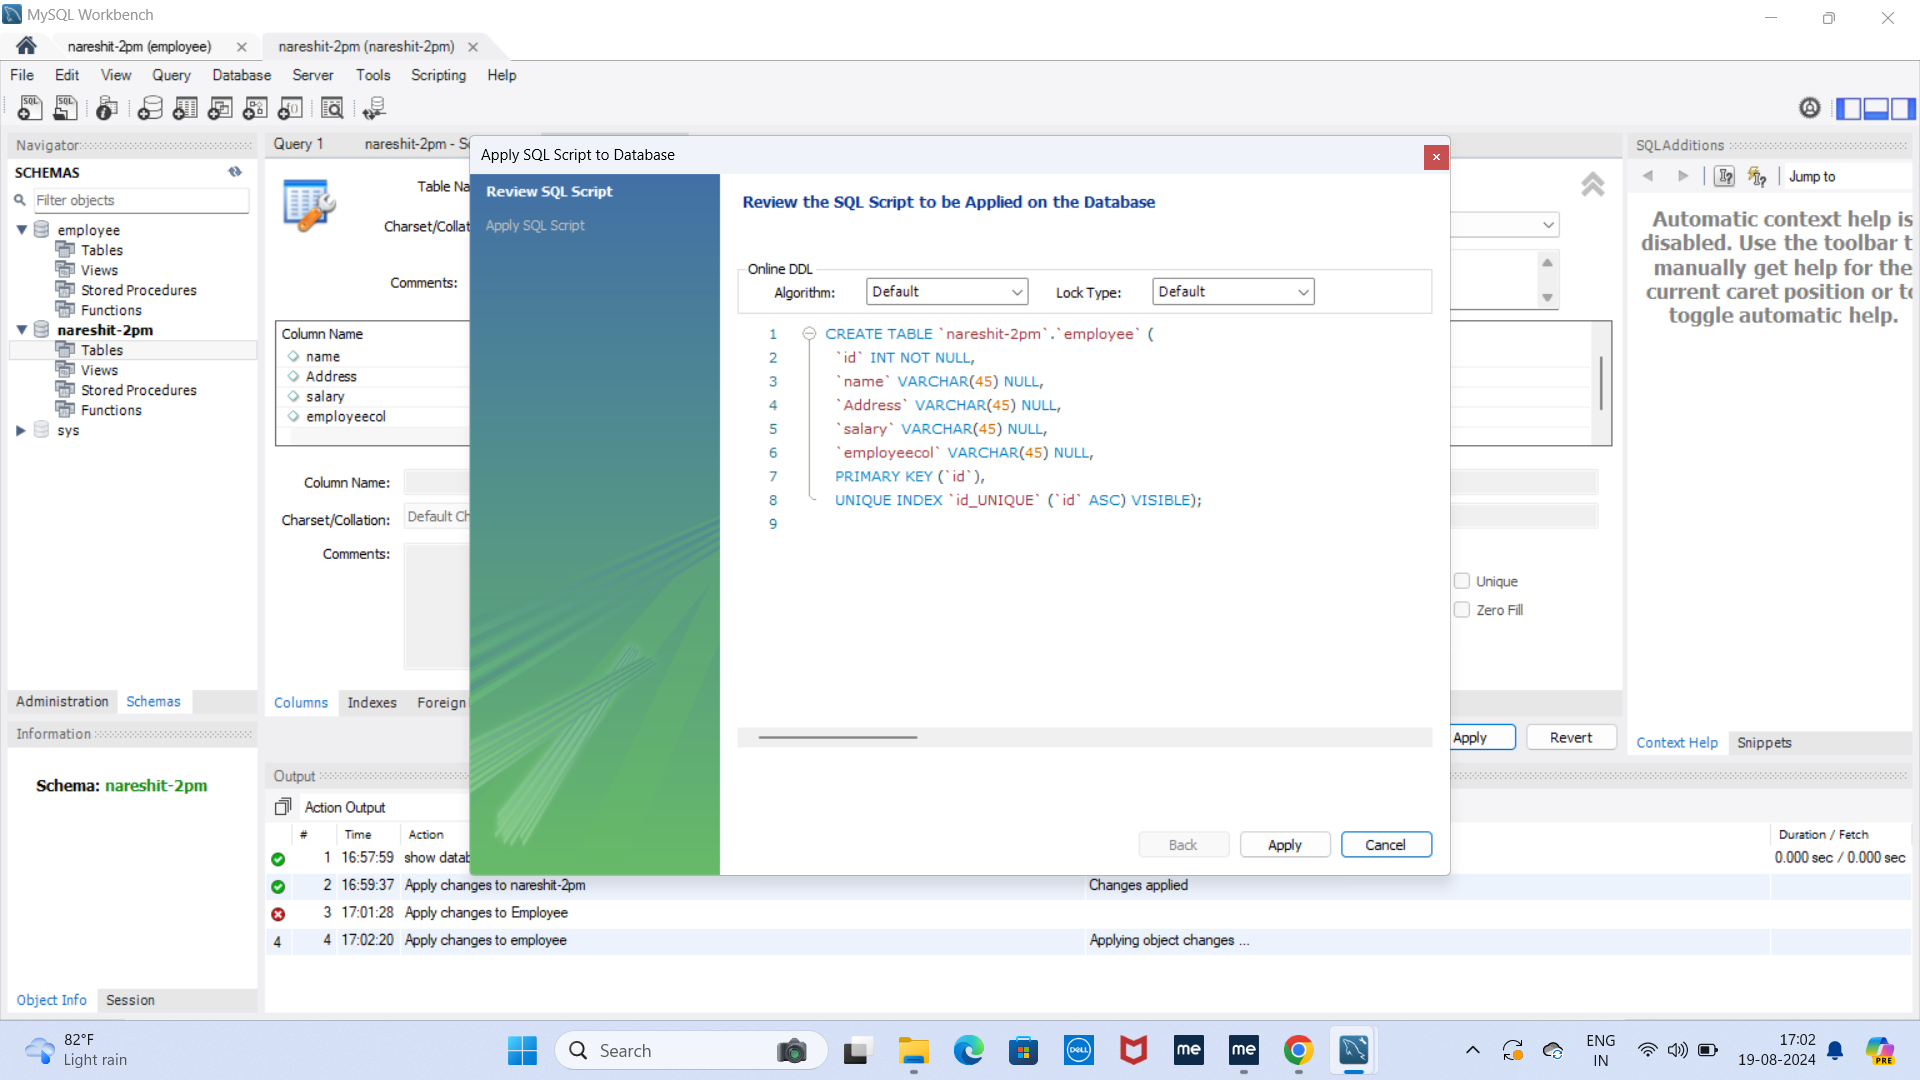 MySQL Workbench
nareshit-2pm (employee)
nareshit-2pm (nareshit-2pm)
File Edit View Query Database Server Tools Scripting Help
Navigator
SCHEMAS
Filter objects
employee
Tables
Views
Stored Procedures
Functions
nareshit-2pm
Tables
Views
Stored Procedures
Functions
sys
Administration Schemas
Information
Schema: nareshit-2pm
Object Info Session
Query 1
nareshit-2pm - Sc
Table Na
Charset/Collat
Comments:
Column Name
name
Address
salary
employeecol
Column Name:
Charset/Collation: Default Ch
Comments:
Columns Indexes Foreign
Apply SQL Script to Database
Review SQL Script
Apply SQL Script
Review the SQL Script to be Applied on the Database
Online DDL
Algorithm: Default Lock Type: Default
1 CREATE TABLE `nareshit-2pm`.`employee` (
2 `id` INT NOT NULL,
3 `name` VARCHAR(45) NULL,
4 `Address` VARCHAR(45) NULL,
5 `salary` VARCHAR(45) NULL,
6 `employeecol` VARCHAR(45) NULL,
7 PRIMARY KEY (`id`),
8 UNIQUE INDEX `id_UNIQUE` (`id` ASC) VISIBLE);
9
Back Apply Cancel
Unique
Zero Fill
Apply Revert
SQLAdditions
Jump to
Automatic context help is
disabled. Use the toolbar t
manually get help for the
current caret position or to
toggle automatic help.
Context Help Snippets
Output
Action Output
# Time Action Duration / Fetch
1 16:57:59 show datab 0.000 sec / 0.000 sec
2 16:59:37 Apply changes to nareshit-2pm Changes applied
3 17:01:28 Apply changes to Employee
4 4 17:02:20 Apply changes to employee Applying object changes ...
82°F
Light rain
Search
DELL
me
me
ENG
IN
17:02
19-08-2024
PRE